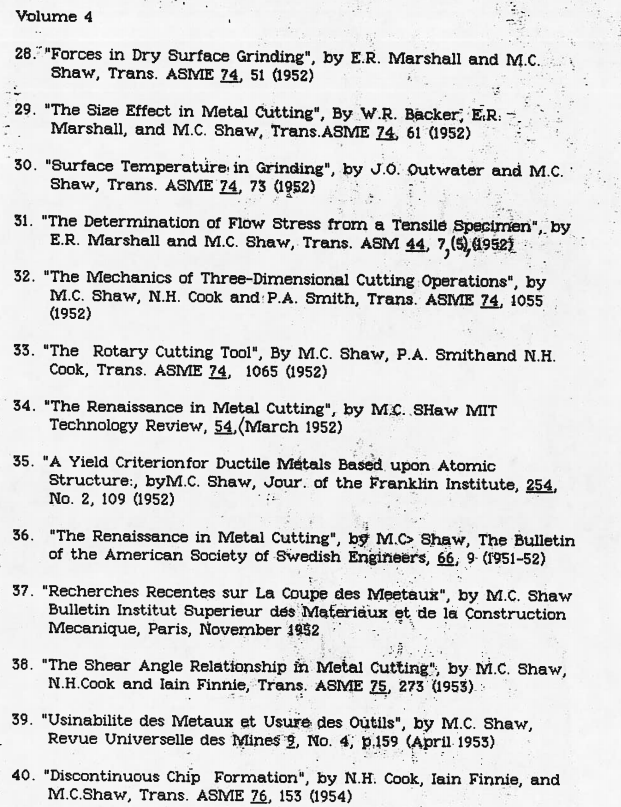 Volume 4
28. "Forces in Dry Surface Grinding", by E.R. Marshall and M.C.
Shaw, Trans. ASME 74, 51 (1952)
29. "The Size Effect in Metal Cutting", By W.R. Backer, E.R.
Marshall, and M.C. Shaw, Trans.ASME 74, 61 (1952)
30. "Surface Temperature in Grinding", by J.O. Outwater and M.C.
Shaw, Trans. ASME 74, 73 (1952)
31. "The Determination of Flow Stress from a Tensile Specimen", by
E.R. Marshall and M.C. Shaw, Trans. ASM 44, 7,(5),(1952)
32. "The Mechanics of Three-Dimensional Cutting Operations", by
M.C. Shaw, N.H. Cook and P.A. Smith, Trans. ASME 74, 1055
(1952)
33. "The Rotary Cutting Tool", By M.C. Shaw, P.A. Smithand N.H.
Cook, Trans. ASME 74, 1065 (1952)
34. "The Renaissance in Metal Cutting", by M.C. SHaw MIT
Technology Review, 54,(March 1952)
35. "A Yield Criterionfor Ductile Metals Based upon Atomic
Structure:, byM.C. Shaw, Jour. of the Franklin Institute, 254,
No. 2, 109 (1952)
36. "The Renaissance in Metal Cutting", by M.C> Shaw, The Bulletin
of the American Society of Swedish Engineers, 66, 9 (1951-52)
37. "Recherches Recentes sur La Coupe des Meetaux", by M.C. Shaw
Bulletin Institut Superieur des Materiaux et de la Construction
Mecanique, Paris, November 1952
38. "The Shear Angle Relationship in Metal Cutting", by M.C. Shaw,
N.H.Cook and Iain Finnie, Trans. ASME 75, 273 (1953)
39. "Usinabilite des Metaux et Usure des Outils", by M.C. Shaw,
Revue Universelle des Mines 9, No. 4, p.159 (April 1953)
40. "Discontinuous Chip Formation", by N.H. Cook, Iain Finnie, and
M.C.Shaw, Trans. ASME 76, 153 (1954)